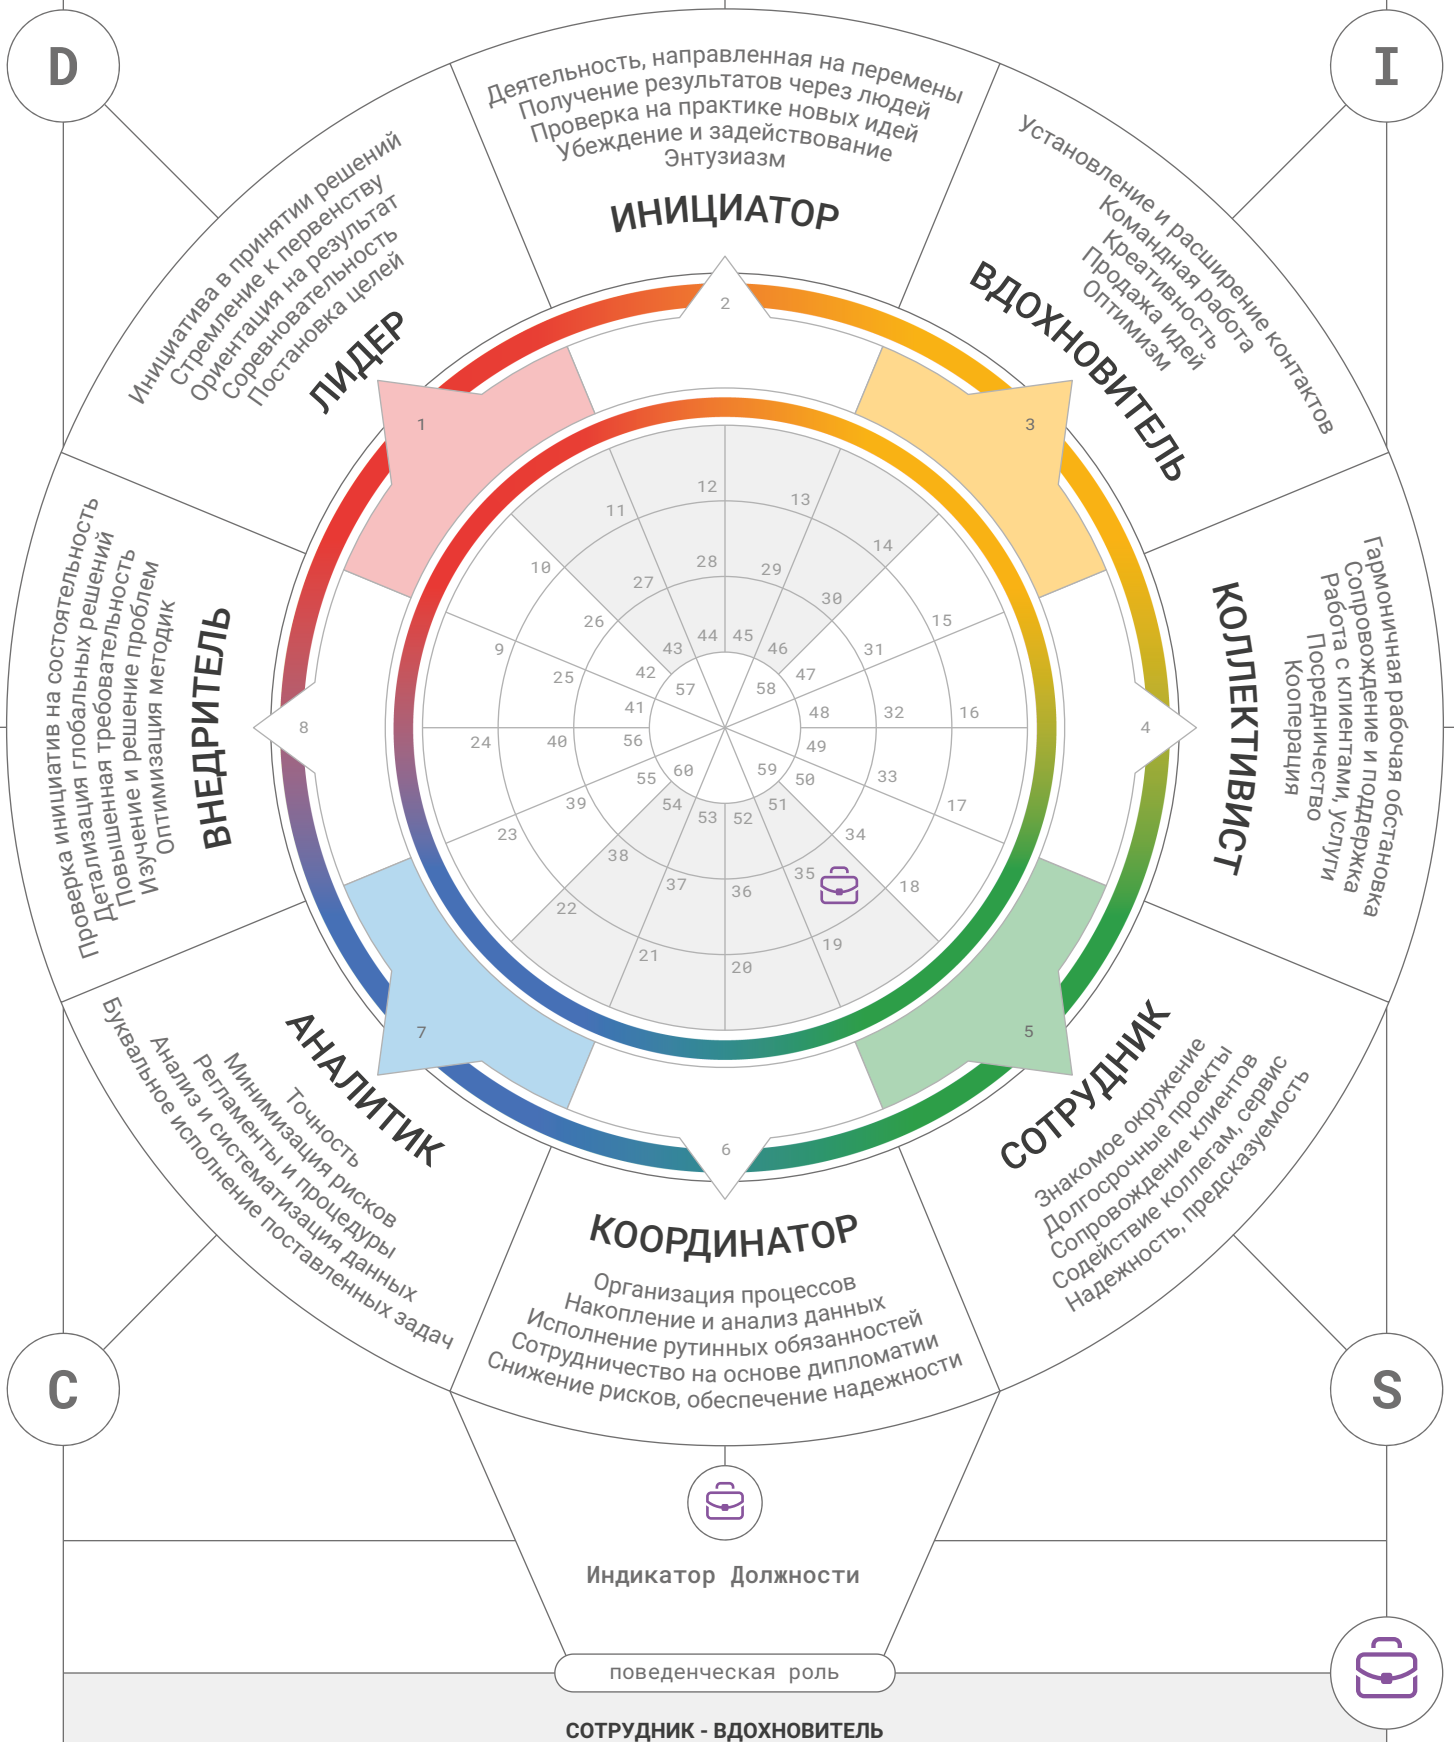 D
I
Деятельность, направленная на перемены
Получение результатов через людей
Проверка на практике новых идей
Убеждение и задействование
Энтузиазм
ИНИЦИАТОР
Инициатива в принятии решений
Стремление к первенству
Ориентация на результат
Соревновательность
Постановка целей
ЛИДЕР
Установление и расширение контактов
Командная работа
Креативность
Продажа идей
Оптимизм
ВДОХНОВИТЕЛЬ
Проверка инициатив на состоятельность
Детализация глобальных решений
Повышенная требовательность
Изучение и решение проблем
Оптимизация методик
ВНЕДРИТЕЛЬ
Гармоничная рабочая обстановка
Сопровождение и поддержка
Работа с клиентами, услуги
Посредничество
Кооперация
КОЛЛЕКТИВИСТ
2
1
3
8
4
7
5
6
12
13
11
14
10
28
29
27
30
26
15
9
44
45
43
46
31
42
47
25
57
58
41
48
32
16
24
40
56
49
55
60
59
50
33
39
54
53
52
51
17
23
38
34
37
35
36
18
22
19
21
20
АНАЛИТИК
Точность
Минимизация рисков
Регламенты и процедуры
Анализ и систематизация данных
Буквальное исполнение поставленных задач
СОТРУДНИК
Знакомое окружение
Долгосрочные проекты
Сопровождение клиентов
Содействие коллегам, сервис
Надежность, предсказуемость
КООРДИНАТОР
Организация процессов
Накопление и анализ данных
Исполнение рутинных обязанностей
Сотрудничество на основе дипломатии
Снижение рисков, обеспечение надежности
C
S
Индикатор Должности
поведенческая роль
СОТРУДНИК - ВДОХНОВИТЕЛЬ